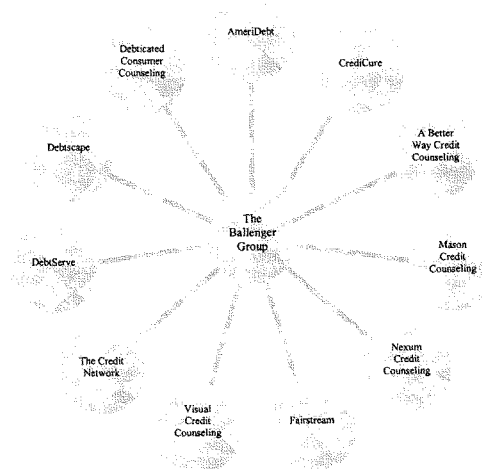 AmeriDebt
CrediCure
A Better
Way Credit
Counseling
Mason
Credit
Counseling
Nexum
Credit
Counseling
Fairstream
Visual
Credit
Counseling
The Credit
Network
DebtServe
Debtscape
Debticated
Consumer
Counseling
The
Ballenger
Group